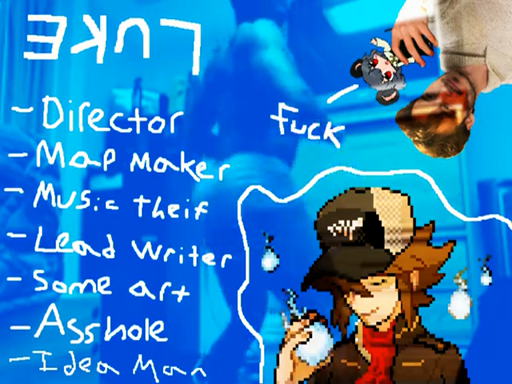 LUKE
- Director
- Map Maker
- Music theif
- Lead Writer
- Some art
- Asshole
- Idea Man
Fuck